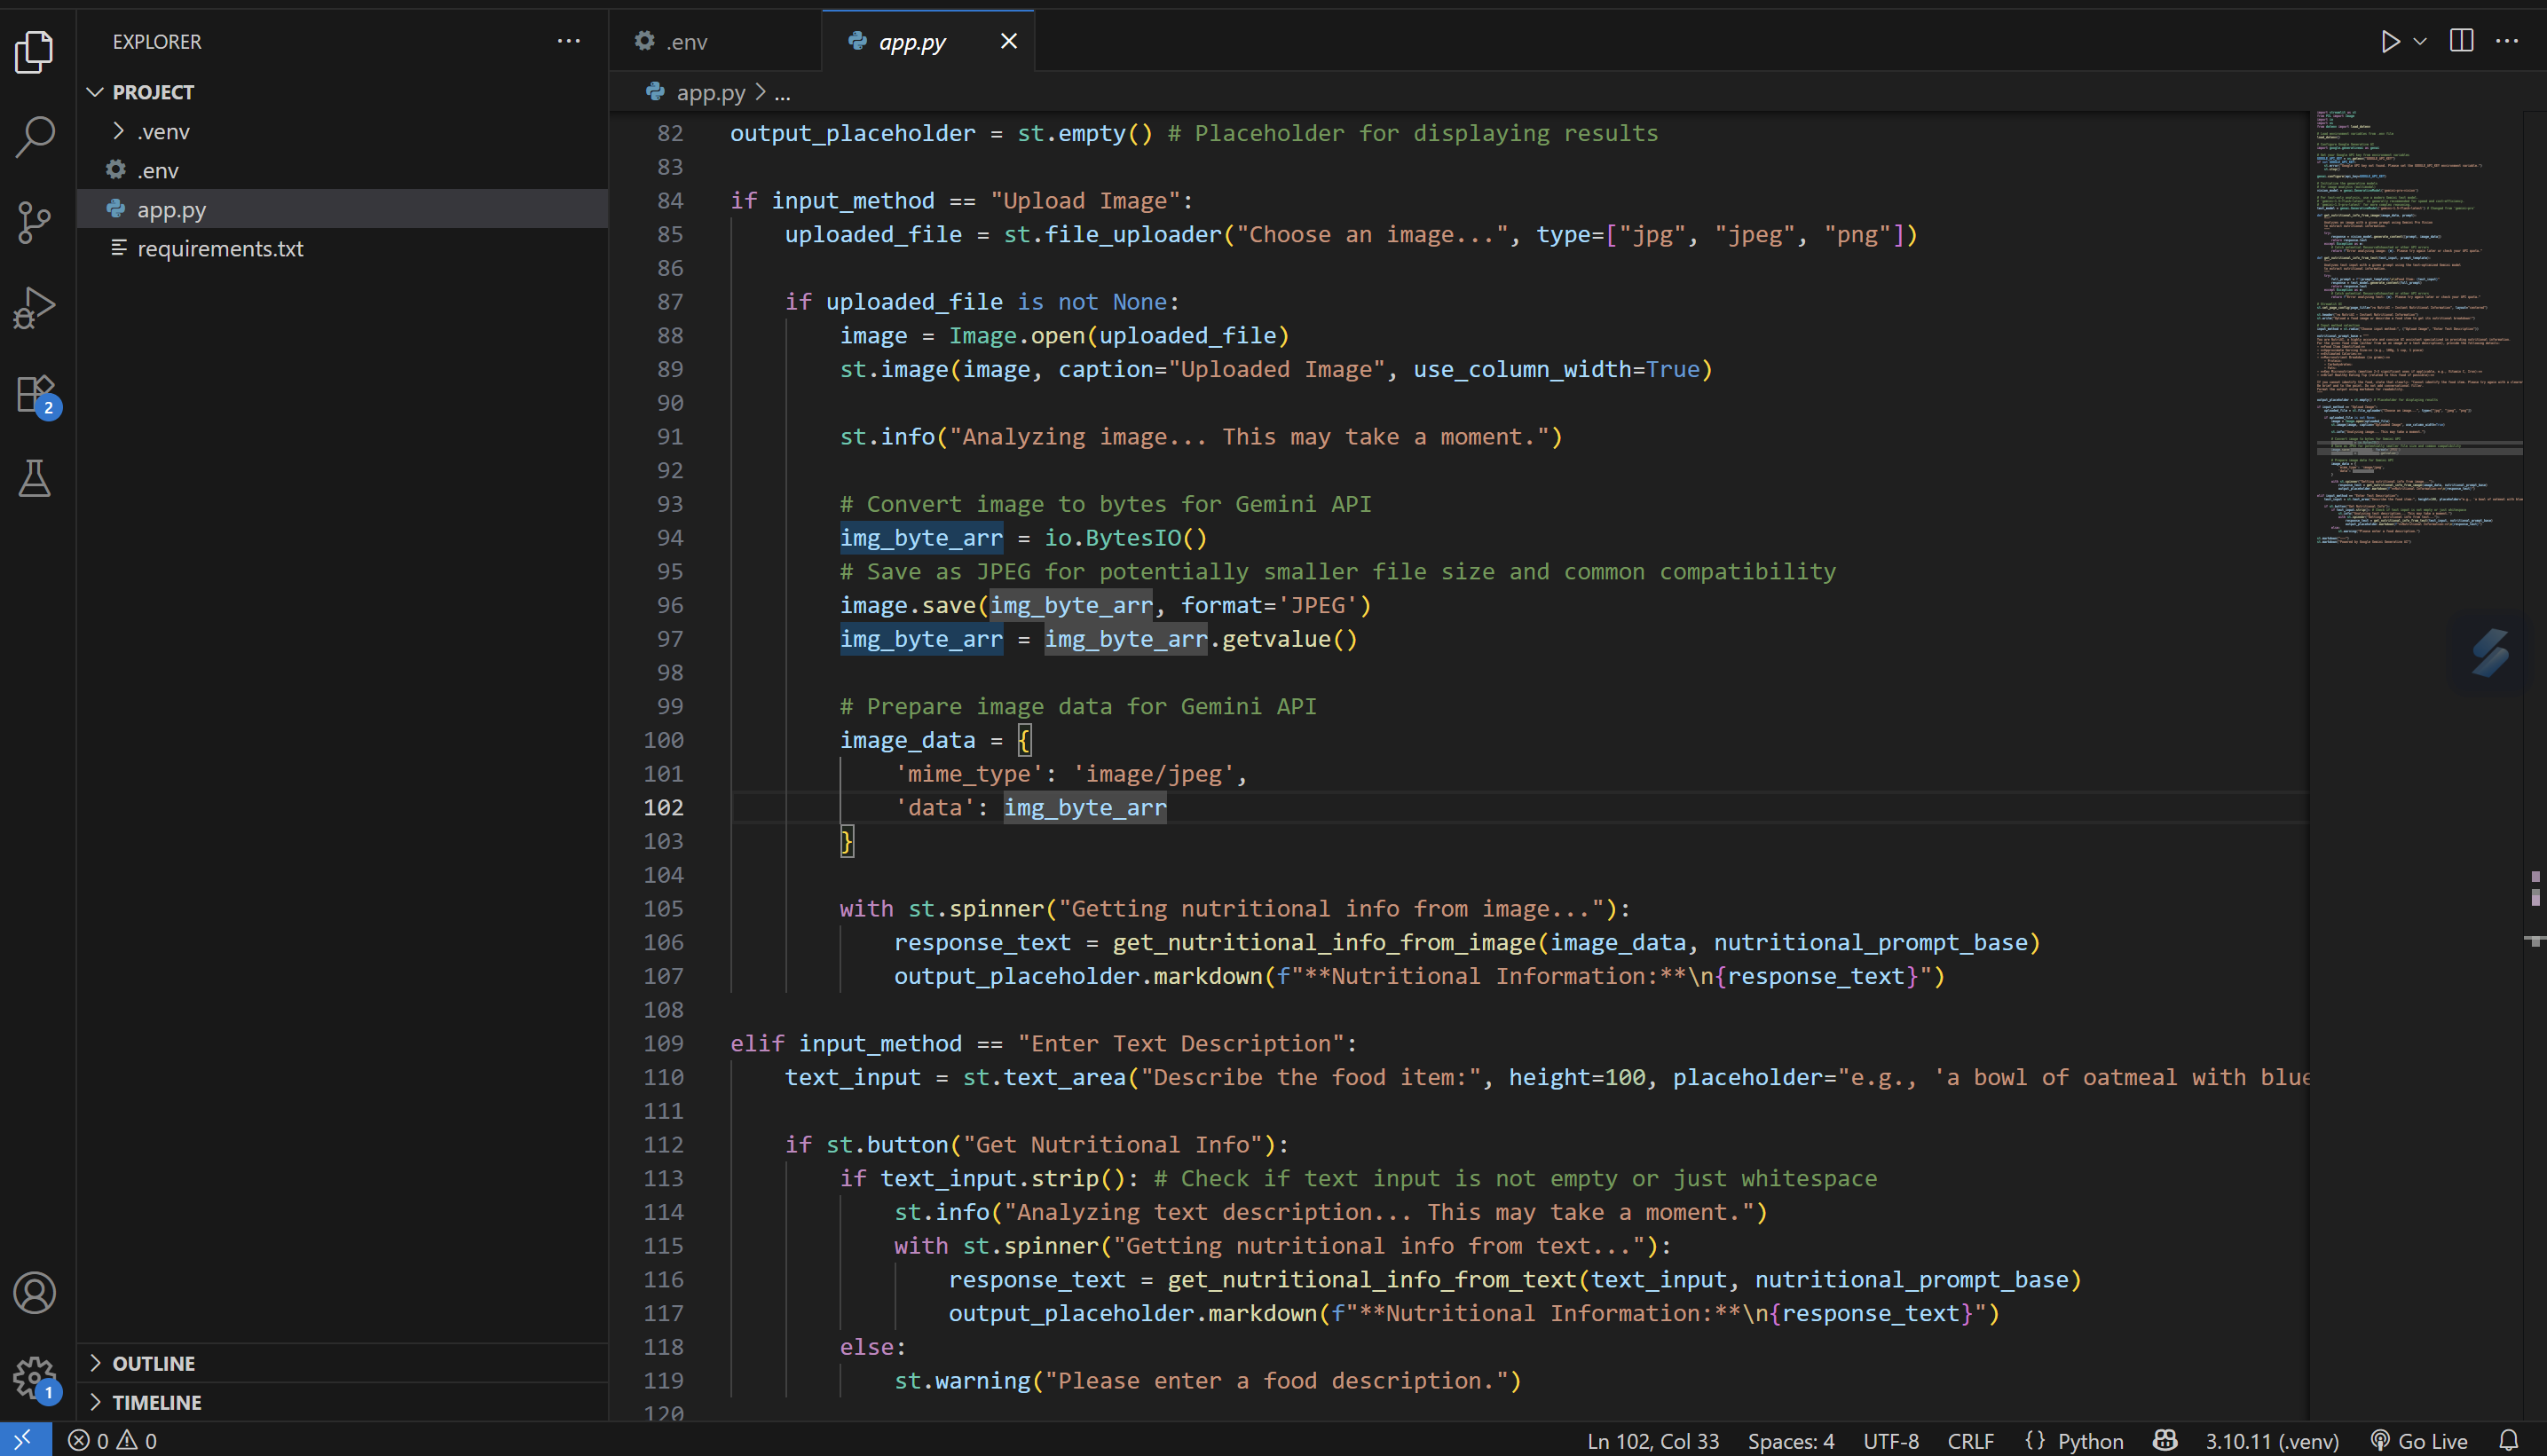 EXPLORER
PROJECT
.venv
.env
app.py
requirements.txt
OUTLINE
TIMELINE
2
1
.env
app.py
app.py > ...
82 output_placeholder = st.empty() # Placeholder for displaying results
83
84 if input_method == "Upload Image":
85     uploaded_file = st.file_uploader("Choose an image...", type=["jpg", "jpeg", "png"])
86
87     if uploaded_file is not None:
88         image = Image.open(uploaded_file)
89         st.image(image, caption="Uploaded Image", use_column_width=True)
90
91         st.info("Analyzing image... This may take a moment.")
92
93         # Convert image to bytes for Gemini API
94         img_byte_arr = io.BytesIO()
95         # Save as JPEG for potentially smaller file size and common compatibility
96         image.save(img_byte_arr, format='JPEG')
97         img_byte_arr = img_byte_arr.getvalue()
98
99         # Prepare image data for Gemini API
100         image_data = {
101             'mime_type': 'image/jpeg',
102             'data': img_byte_arr
103         }
104
105         with st.spinner("Getting nutritional info from image..."):
106             response_text = get_nutritional_info_from_image(image_data, nutritional_prompt_base)
107             output_placeholder.markdown(f"**Nutritional Information:**\n{response_text}")
108
109 elif input_method == "Enter Text Description":
110     text_input = st.text_area("Describe the food item:", height=100, placeholder="e.g., 'a bowl of oatmeal with blue
111
112     if st.button("Get Nutritional Info"):
113         if text_input.strip(): # Check if text input is not empty or just whitespace
114             st.info("Analyzing text description... This may take a moment.")
115             with st.spinner("Getting nutritional info from text..."):
116                 response_text = get_nutritional_info_from_text(text_input, nutritional_prompt_base)
117                 output_placeholder.markdown(f"**Nutritional Information:**\n{response_text}")
118         else:
119             st.warning("Please enter a food description.")
120
0 0
Ln 102, Col 33 Spaces: 4 UTF-8 CRLF {} Python 3.10.11 (.venv) Go Live